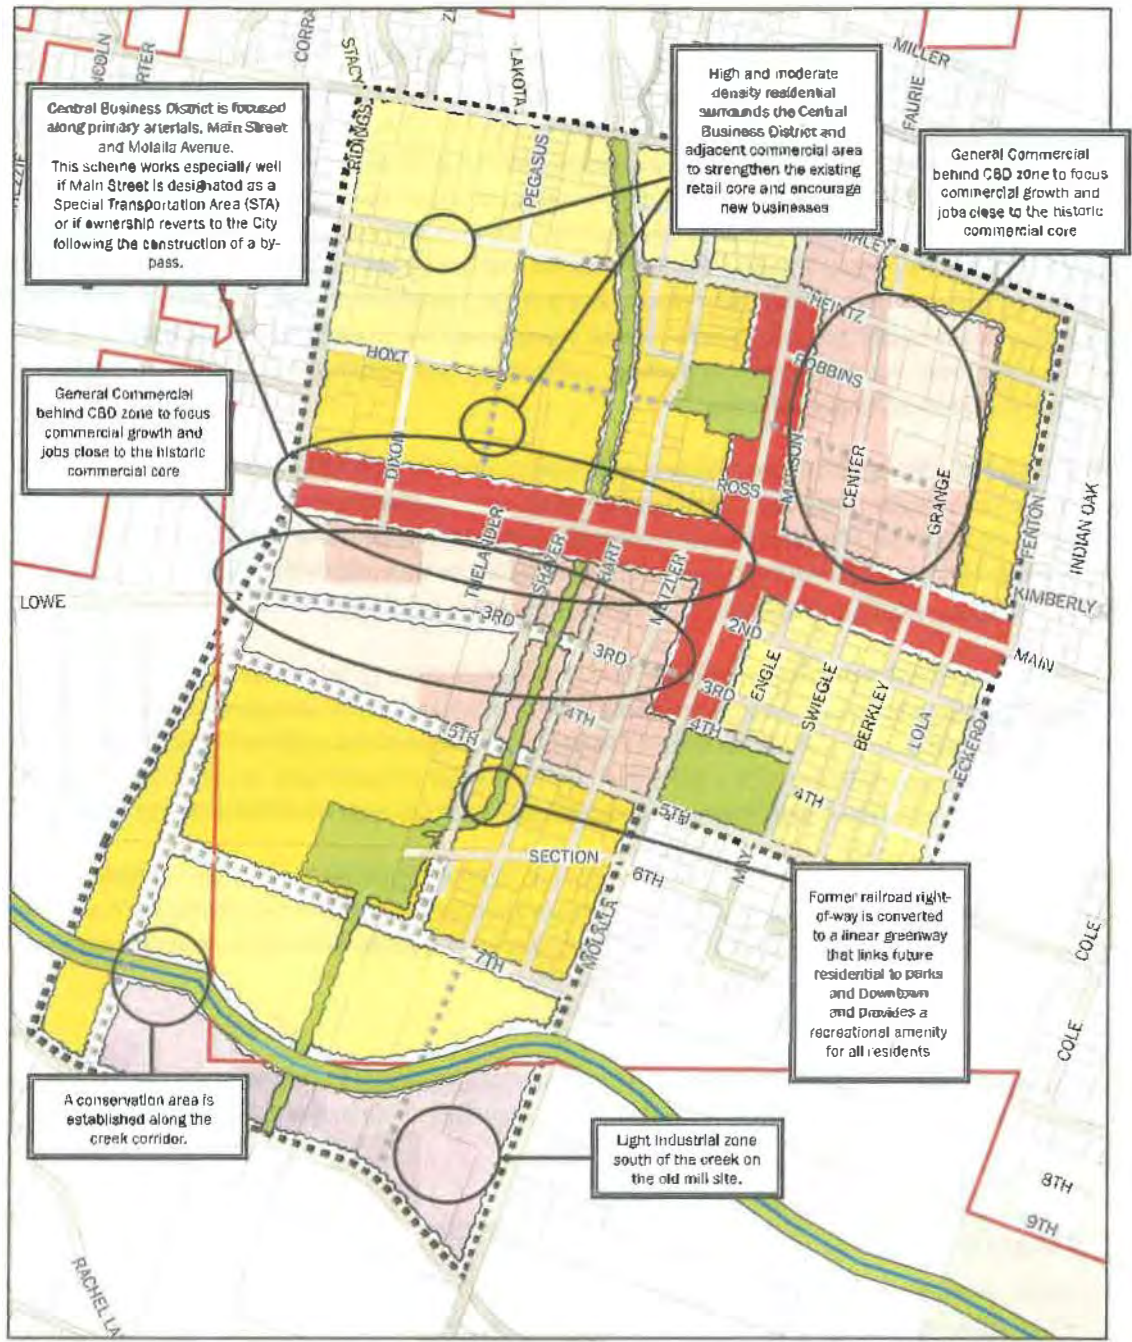 MILLER
FAURIE
CORRA
STACY
LAKOTA
RIDINGS
PEGASUS
Central Business District is focused
along primary arterials, Main Street
and Molalla Avenue.
This scheme works especially well
if Main Street is designated as a
Special Transportation Area (STA)
or if ownership reverts to the City
following the construction of a by-
pass.
High and moderate
density residential
surrounds the Central
Business District and
adjacent commercial area
to strengthen the existing
retail core and encourage
new businesses
General Commercial
behind CBD zone to focus
commercial growth and
jobs close to the historic
commercial core
HEINTZ
ROBBINS
HOYT
General Commercial
behind CBD zone to focus
commercial growth and
jobs close to the historic
commercial core
DIXON
ROSS
CENTER
GRANGE
FENTON
INDIAN OAK
SHAVER
HART
METZLER
LOWE
KIMBERLY
3RD
3RD
2ND
MAIN
ENGLE
SWIEGLE
BERKLEY
LOLA
ECKERD
3RD
4TH
4TH
5TH
4TH
5TH
SECTION
6TH
MAY
MOLALLA
7TH
Former railroad right-
of-way is converted
to a linear greenway
that links future
residential to parks
and Downtown
and provides a
recreational amenity
for all residents
COLE
COLE
A conservation area is
established along the
creek corridor.
Light Industrial zone
south of the creek on
the old mill site.
8TH
9TH